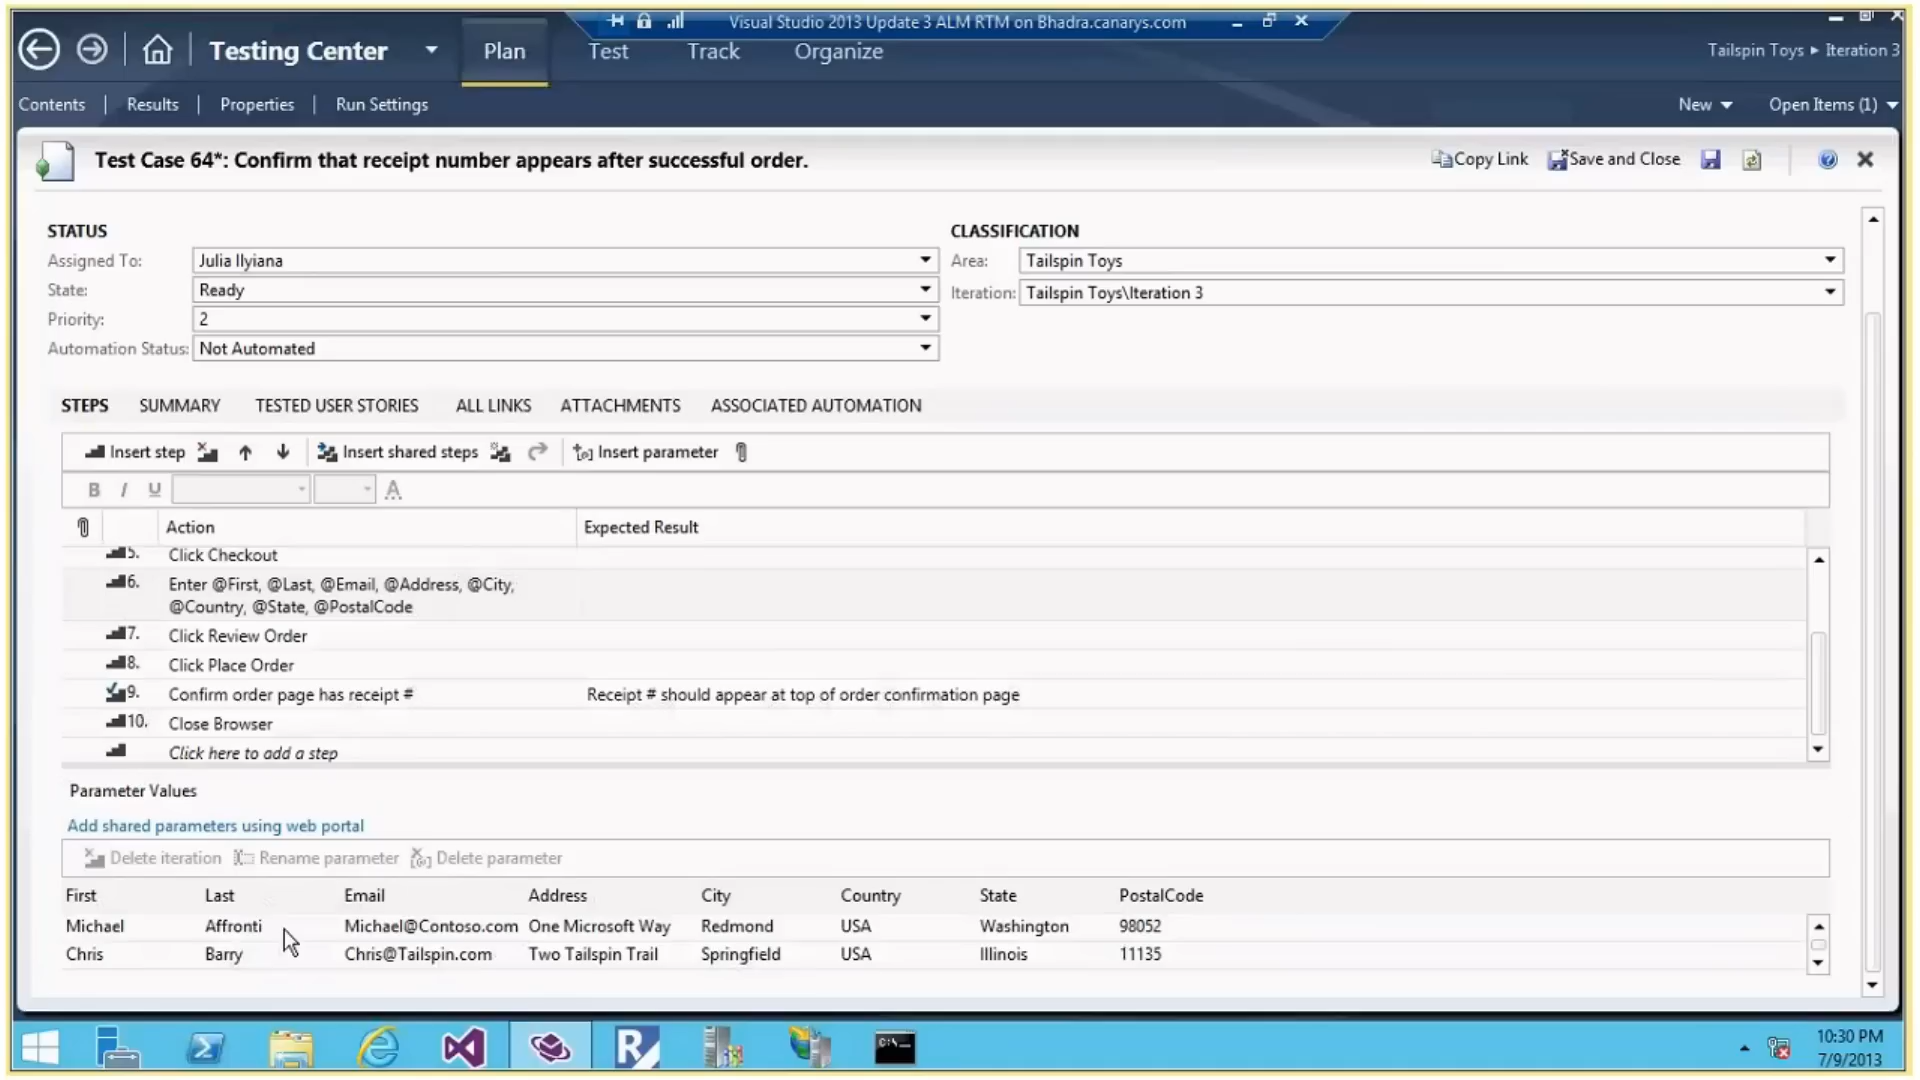 Visual Studio 2013 Update 3 ALM RTM on Bhadra.canarys.com
Testing Center
Plan
Test
Track
Organize
Tailspin Toys ▸ Iteration 3
Contents | Results | Properties | Run Settings
New
Open Items (1)
Test Case 64*: Confirm that receipt number appears after successful order.
Copy Link
Save and Close
STATUS
CLASSIFICATION
Assigned To: Julia Ilyiana
Area: Tailspin Toys
State: Ready
Iteration: Tailspin Toys\Iteration 3
Priority: 2
Automation Status: Not Automated
STEPS SUMMARY TESTED USER STORIES ALL LINKS ATTACHMENTS ASSOCIATED AUTOMATION
Insert step
Insert shared steps
Insert parameter
B I U A
Action Expected Result
5. Click Checkout
6. Enter @First, @Last, @Email, @Address, @City,
@Country, @State, @PostalCode
7. Click Review Order
8. Click Place Order
9. Confirm order page has receipt # Receipt # should appear at top of order confirmation page
10. Close Browser
Click here to add a step
Parameter Values
Add shared parameters using web portal
Delete iteration Rename parameter Delete parameter
First Last Email Address City Country State PostalCode
Michael Affronti Michael@Contoso.com One Microsoft Way Redmond USA Washington 98052
Chris Barry Chris@Tailspin.com Two Tailspin Trail Springfield USA Illinois 11135
10:30 PM
7/9/2013